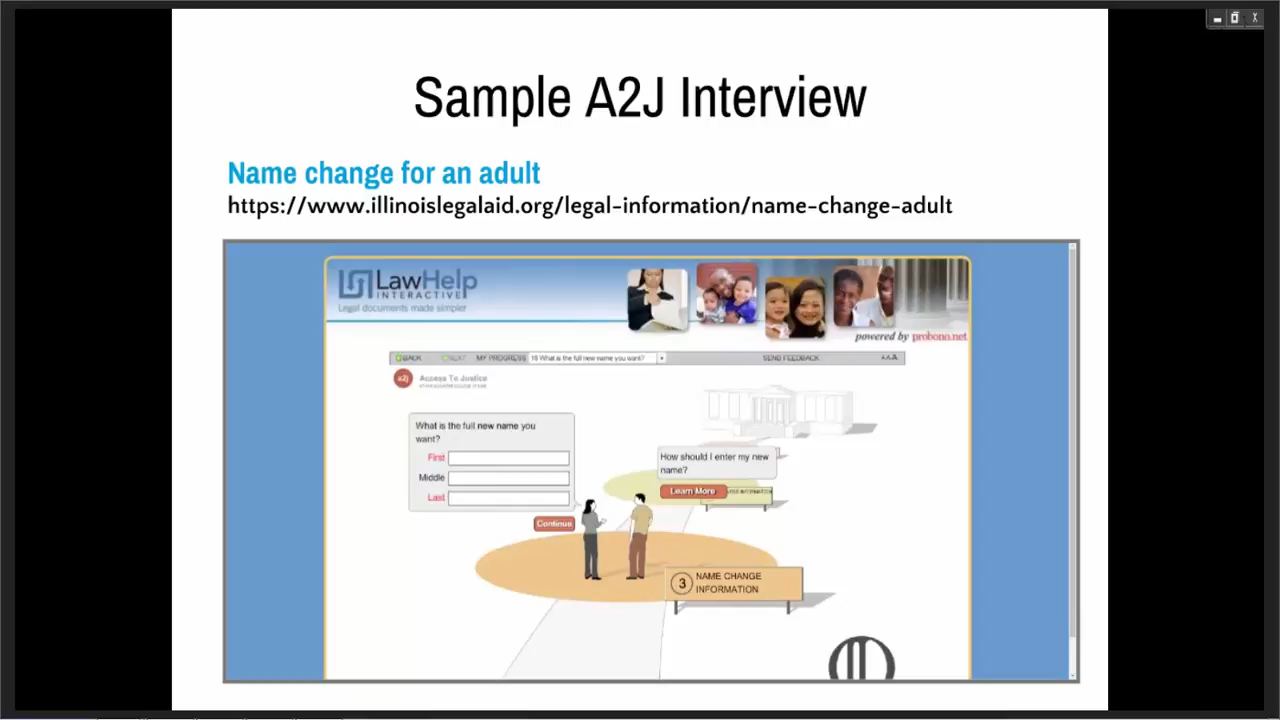 Sample A2J Interview
Name change for an adult
https://www.illinoislegalaid.org/legal-information/name-change-adult
LawHelp
INTERACTIVE
Legal documents made simpler
powered by probono.net
BACK NEXT MY PROGRESS 16 What is the full new name you want? SEND FEEDBACK AAA
a2j Access To Justice
What is the full new name you
want?
First
Middle
Last
Continue
How should I enter my new
name?
Learn More
INFORMATION
3 NAME CHANGE
INFORMATION